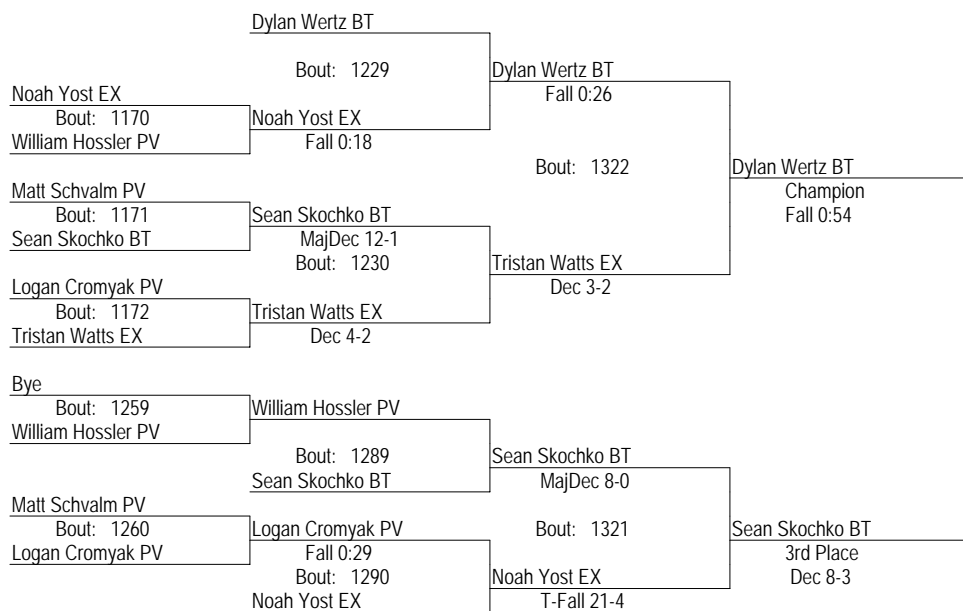 Dylan Wertz BT
Bout: 1229
Dylan Wertz BT
Fall 0:26
Noah Yost EX
Bout: 1170
William Hossler PV
Noah Yost EX
Fall 0:18
Bout: 1322
Dylan Wertz BT
Champion
Fall 0:54
Matt Schvalm PV
Bout: 1171
Sean Skochko BT
Sean Skochko BT
MajDec 12-1
Bout: 1230
Tristan Watts EX
Dec 3-2
Logan Cromyak PV
Bout: 1172
Tristan Watts EX
Tristan Watts EX
Dec 4-2
Bye
Bout: 1259
William Hossler PV
William Hossler PV
Bout: 1289
Sean Skochko BT
Sean Skochko BT
MajDec 8-0
Matt Schvalm PV
Bout: 1260
Logan Cromyak PV
Logan Cromyak PV
Fall 0:29
Bout: 1290
Noah Yost EX
Bout: 1321
Noah Yost EX
T-Fall 21-4
Sean Skochko BT
3rd Place
Dec 8-3